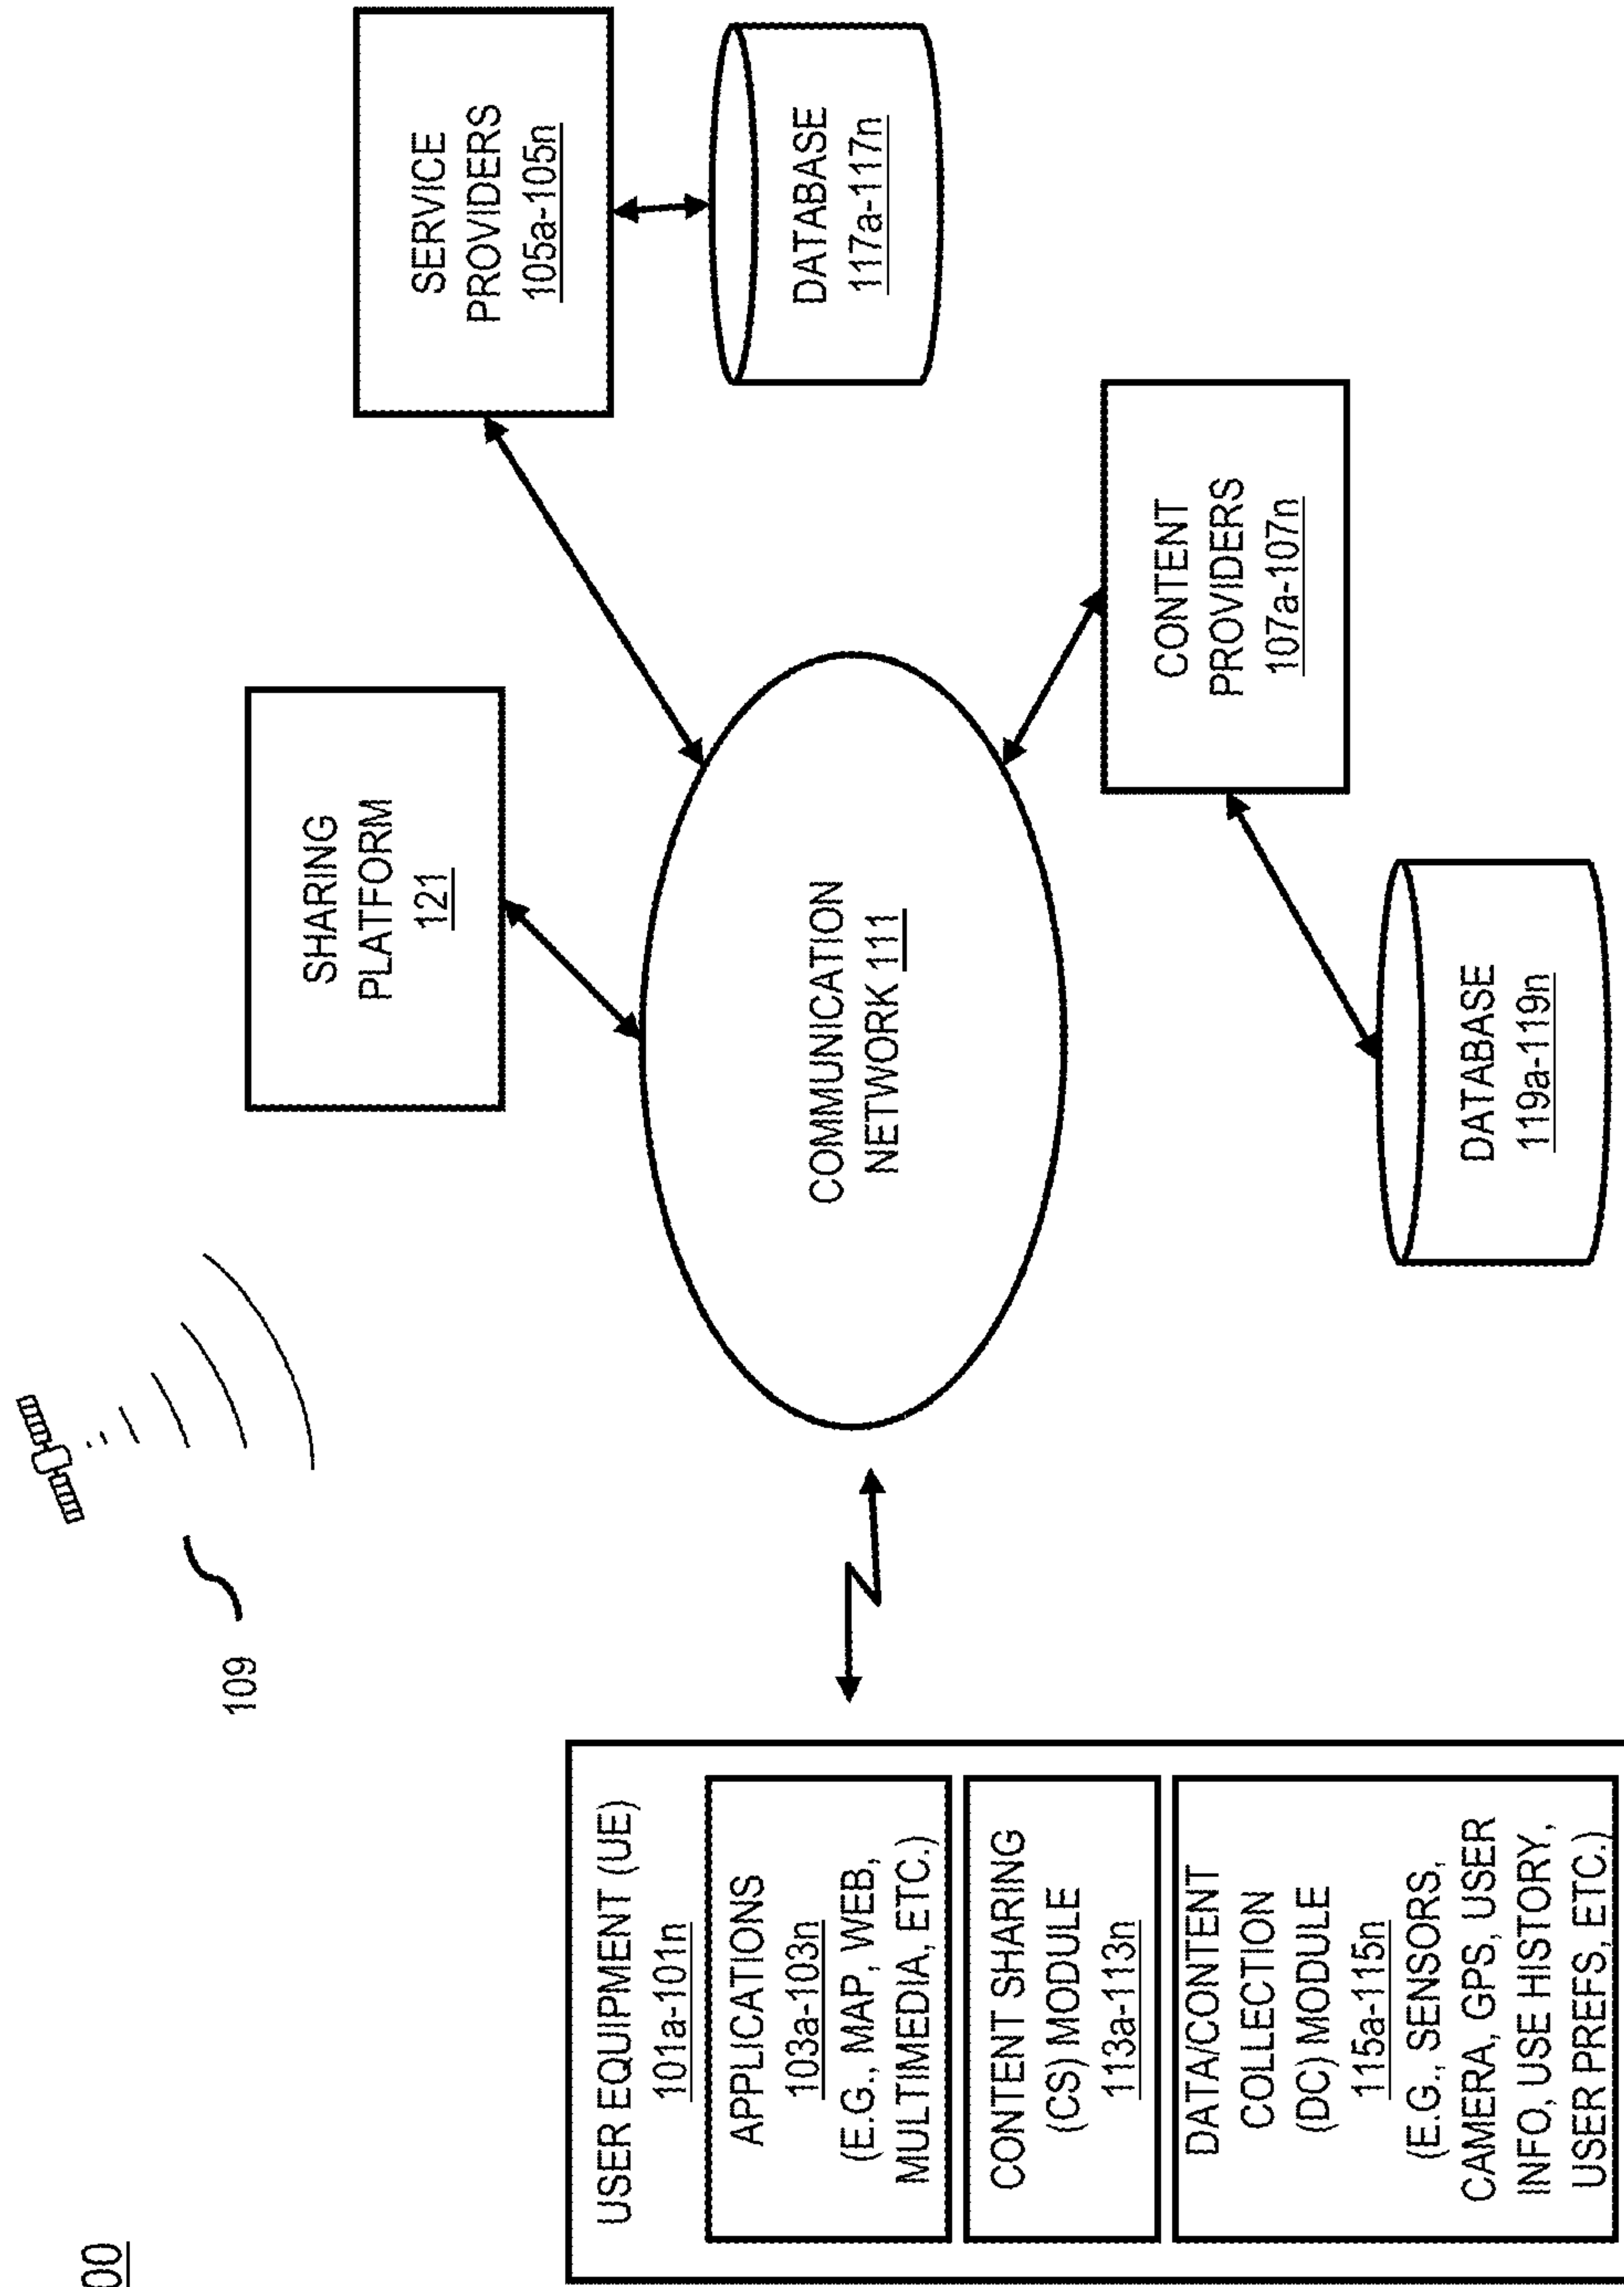 00
109
USER EQUIPMENT (UE)
101a-101n
APPLICATIONS
103a-103n
(E.G., MAP, WEB,
MULTIMEDIA, ETC.)
CONTENT SHARING
(CS) MODULE
113a-113n
DATA/CONTENT
COLLECTION
(DC) MODULE
115a-115n
(E.G., SENSORS,
CAMERA, GPS, USER
INFO, USE HISTORY,
USER PREFS, ETC.)
SHARING
PLATFORM
121
COMMUNICATION
NETWORK 111
SERVICE
PROVIDERS
105a-105n
DATABASE
117a-117n
CONTENT
PROVIDERS
107a-107n
DATABASE
119a-119n